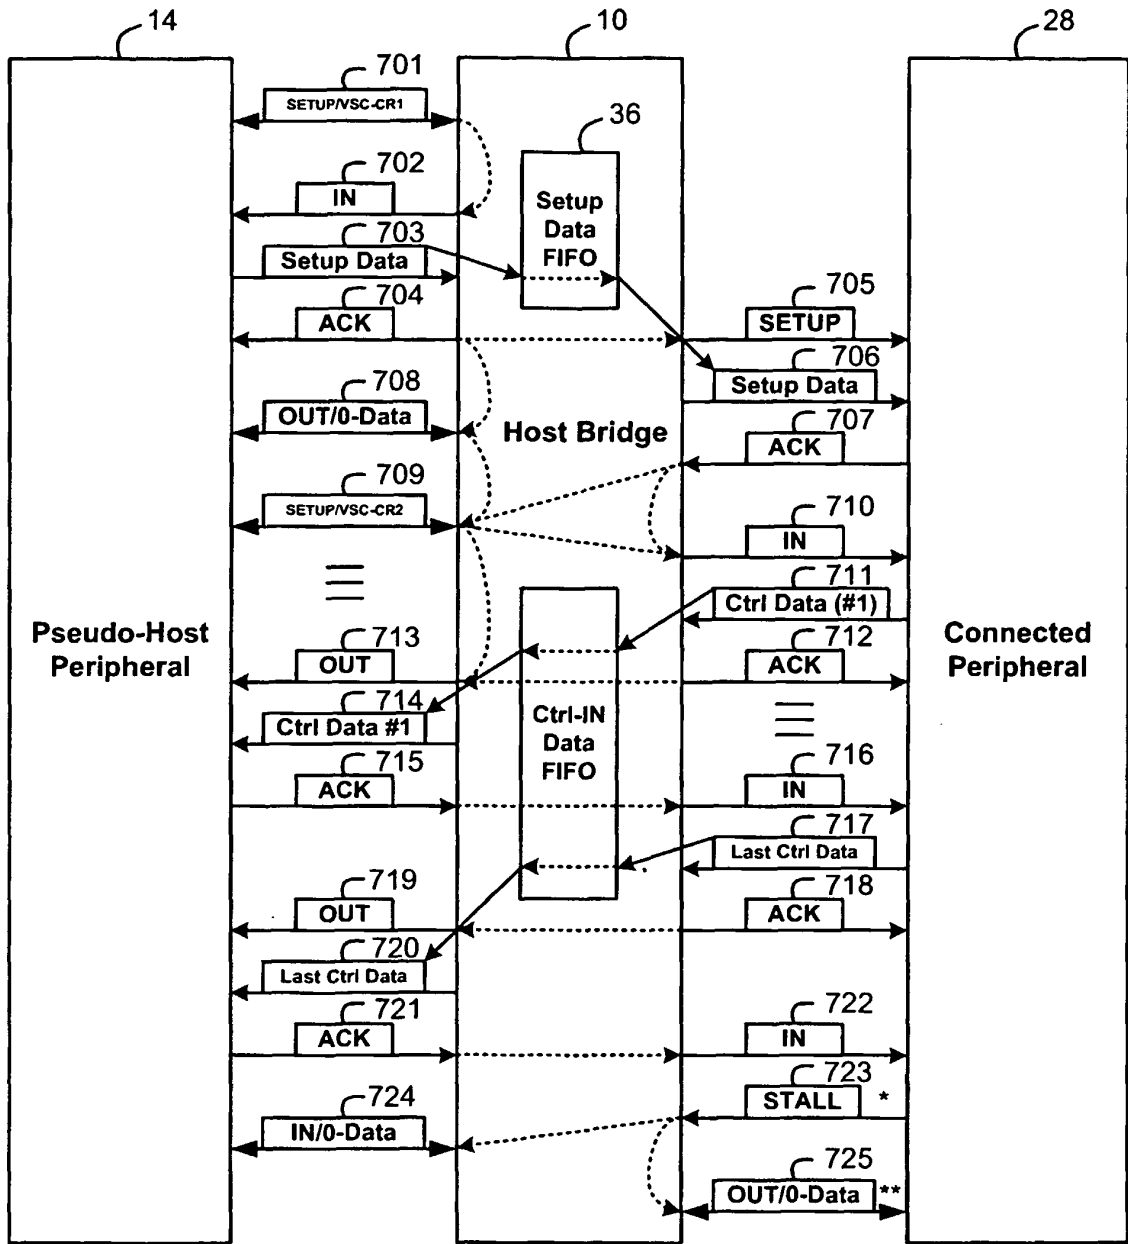 14
10
28
701
SETUP/VSC-CR1
36
702
IN
Setup
Data
FIFO
703
Setup Data
704
ACK
705
SETUP
706
Setup Data
708
OUT/0-Data
Host Bridge
707
ACK
709
SETUP/VSC-CR2
710
IN
711
Ctrl Data (#1)
Pseudo-Host
Peripheral
Connected
Peripheral
713
OUT
712
ACK
714
Ctrl Data #1
Ctrl-IN
Data
FIFO
715
ACK
716
IN
717
Last Ctrl Data
719
OUT
718
ACK
720
Last Ctrl Data
721
ACK
722
IN
723
STALL *
724
IN/0-Data
725
OUT/0-Data **